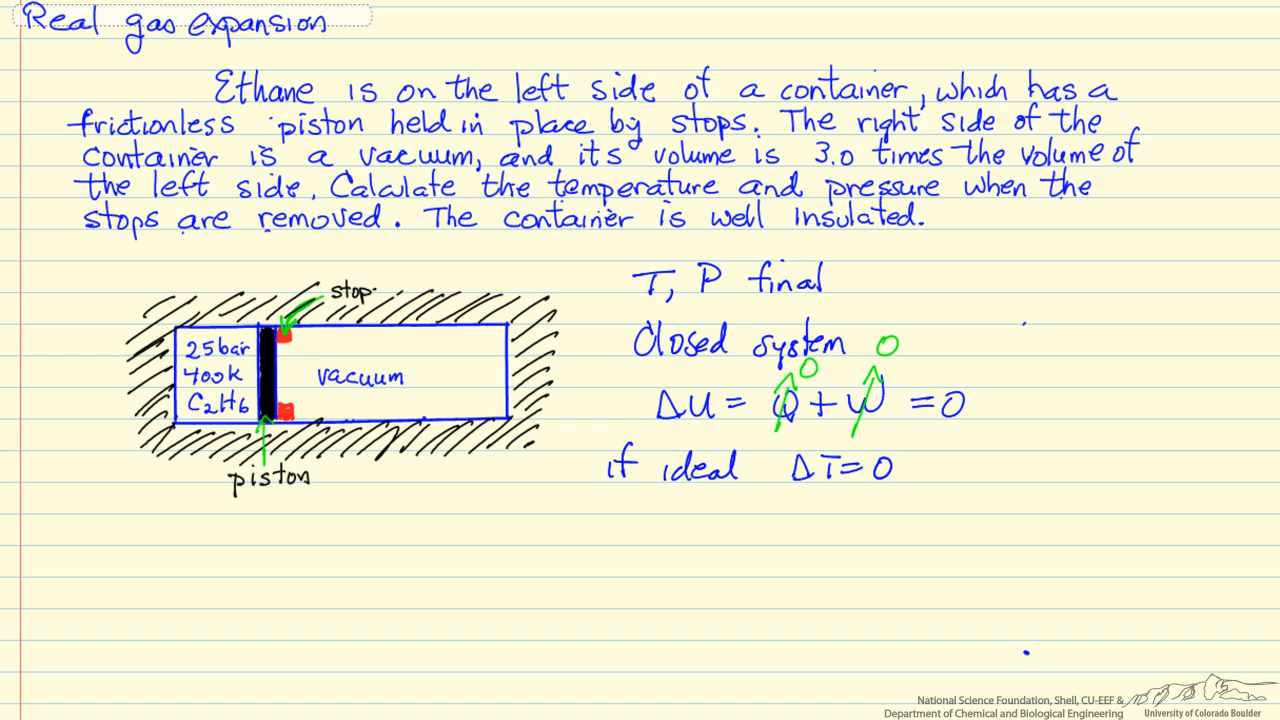 Real gas expansion
Ethane is on the left side of a container, which has a
frictionless piston held in place by stops. The right side of the
container is a vacuum, and its volume is 3.0 times the volume of
the left side. Calculate the temperature and pressure when the
stops are removed. The container is well insulated.
T, P final
stop
Closed system 0
25 bar
0
400K
vacuum
C2H6
ΔU = Q + W = 0
if ideal ΔT = 0
piston
National Science Foundation, Shell, CU-EEF &
Department of Chemical and Biological Engineering
University of Colorado Boulder